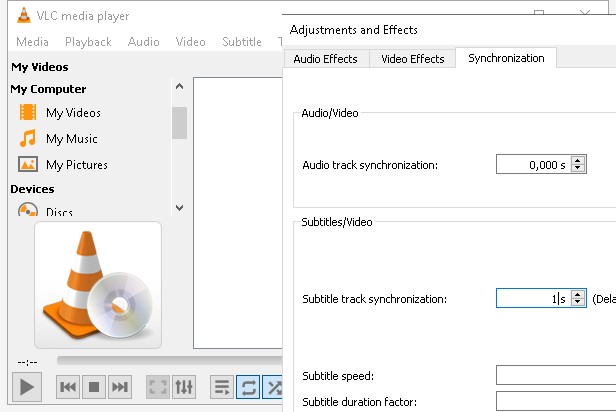 VLC media player
Media Playback Audio Video Subtitle
My Videos
My Computer
My Videos
My Music
My Pictures
Devices
Discs
--:--
Adjustments and Effects
Audio Effects Video Effects Synchronization
Audio/Video
Audio track synchronization: 0,000 s
Subtitles/Video
Subtitle track synchronization: 1 s (Dela
Subtitle speed:
Subtitle duration factor: